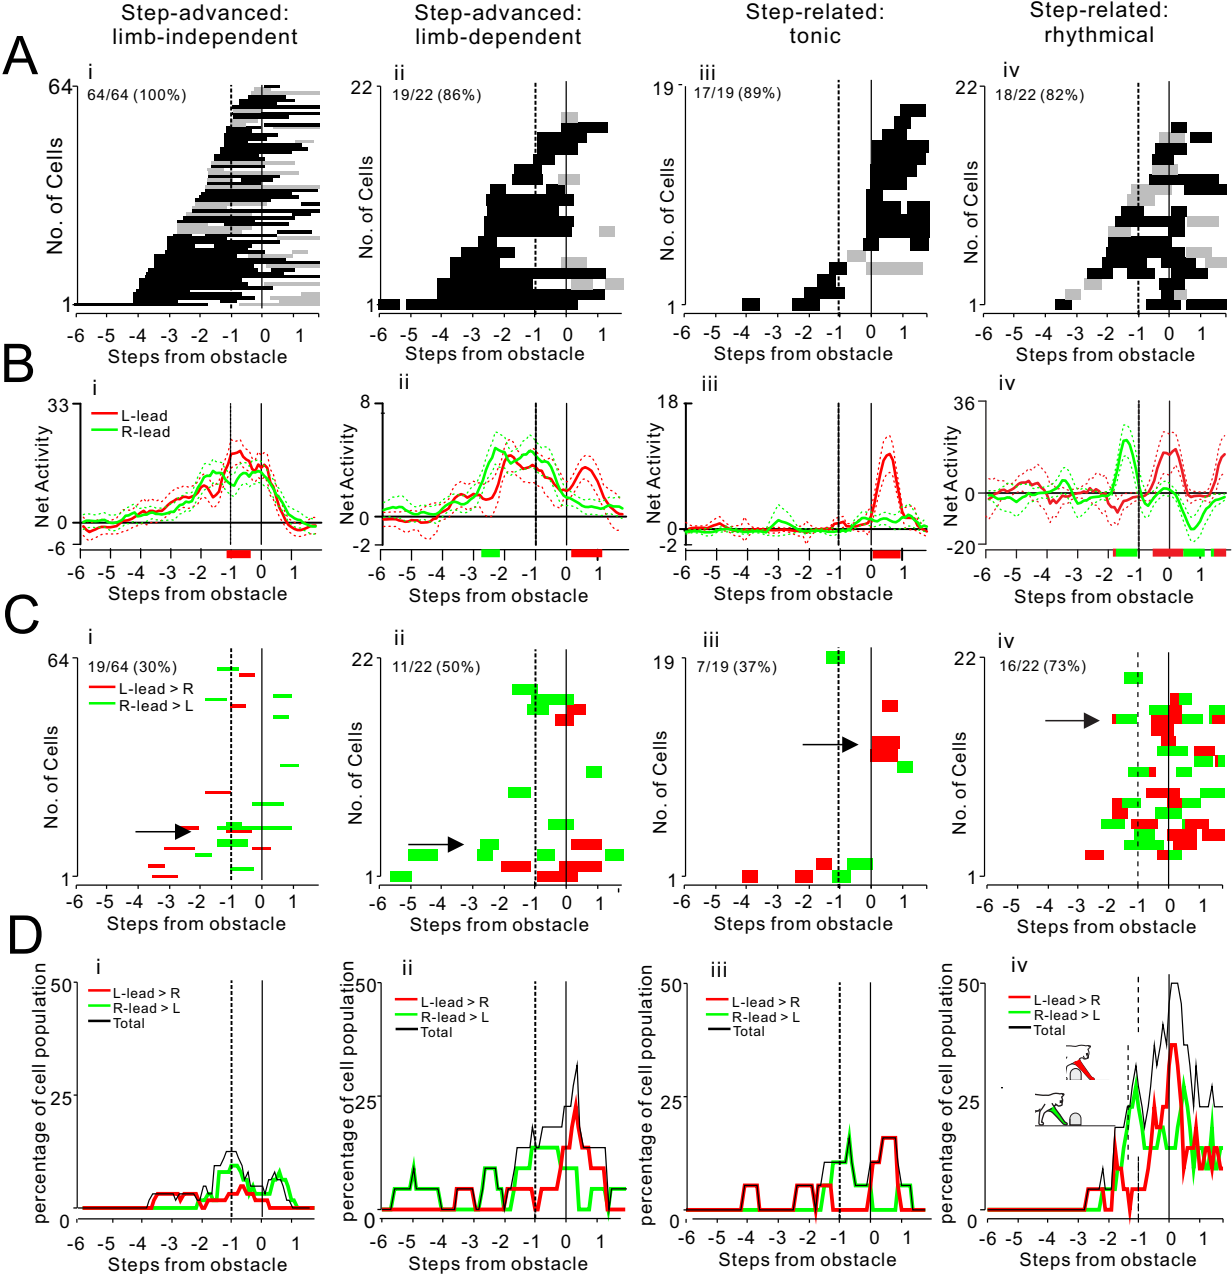 Step-advanced:
limb-independent
Step-advanced:
limb-dependent
Step-related:
tonic
Step-related:
rhythmical
A
i
64/64 (100%)
64
1
No. of Cells
-6 -5 -4 -3 -2 -1 0 1
Steps from obstacle
ii
19/22 (86%)
22
1
No. of Cells
-6 -5 -4 -3 -2 -1 0 1
Steps from obstacle
iii
17/19 (89%)
19
1
No. of Cells
-6 -5 -4 -3 -2 -1 0 1
Steps from obstacle
iv
18/22 (82%)
22
1
No. of Cells
-6 -5 -4 -3 -2 -1 0 1
Steps from obstacle
B
i
33
0
-6
Net Activity
L-lead
R-lead
-6 -5 -4 -3 -2 -1 0 1
Steps from obstacle
ii
8
0
-2
Net Activity
-6 -5 -4 -3 -2 -1 0 1
Steps from obstacle
iii
18
0
-2
Net Activity
-6 -5 -4 -3 -2 -1 0 1
Steps from obstacle
iv
36
0
-20
Net Activity
-6 -5 -4 -3 -2 -1 0 1
Steps from obstacle
C
i
64
19/64 (30%)
L-lead > R
R-lead > L
1
No. of Cells
-6 -5 -4 -3 -2 -1 0 1
Steps from obstacle
ii
22
11/22 (50%)
1
No. of Cells
-6 -5 -4 -3 -2 -1 0 1
Steps from obstacle
iii
19
7/19 (37%)
1
No. of Cells
-6 -5 -4 -3 -2 -1 0 1
Steps from obstacle
iv
22
16/22 (73%)
1
No. of Cells
-6 -5 -4 -3 -2 -1 0 1
Steps from obstacle
D
i
50
25
0
percentage of cell population
L-lead > R
R-lead > L
Total
-6 -5 -4 -3 -2 -1 0 1
Steps from obstacle
ii
50
25
0
percentage of cell population
L-lead > R
R-lead > L
Total
-6 -5 -4 -3 -2 -1 0 1
Steps from obstacle
iii
50
25
0
percentage of cell population
L-lead > R
R-lead > L
Total
-6 -5 -4 -3 -2 -1 0 1
Steps from obstacle
iv
50
25
0
percentage of cell population
L-lead > R
R-lead > L
Total
-6 -5 -4 -3 -2 -1 0 1
Steps from obstacle